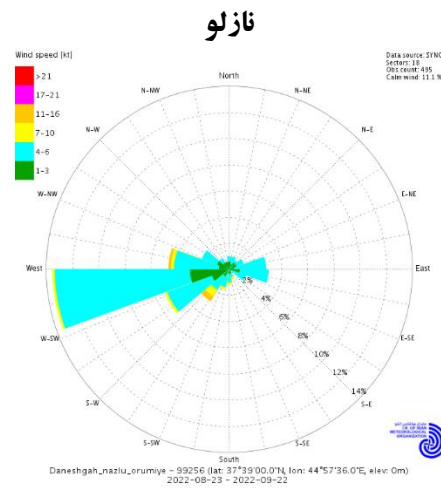 نازلو
Wind speed [kt]
>21
17-21
11-16
7-10
4-6
1-3
Data source: SYNO
Sectors: 18
Obs.count: 495
Calm wind: 11.1 %
North
N-NE
N-E
E-NE
East
E-SE
S-E
S-SE
South
S-SW
S-W
W-SW
West
W-NW
N-W
N-NW
2%
4%
6%
8%
10%
12%
14%
METEOROLOGICAL
ORGANIZATION
Daneshgah_nazlu_orumiye - 99256 (lat: 37°39'00.0"N, lon: 44°57'36.0"E, elev: 0m)
2022-08-23 - 2022-09-22